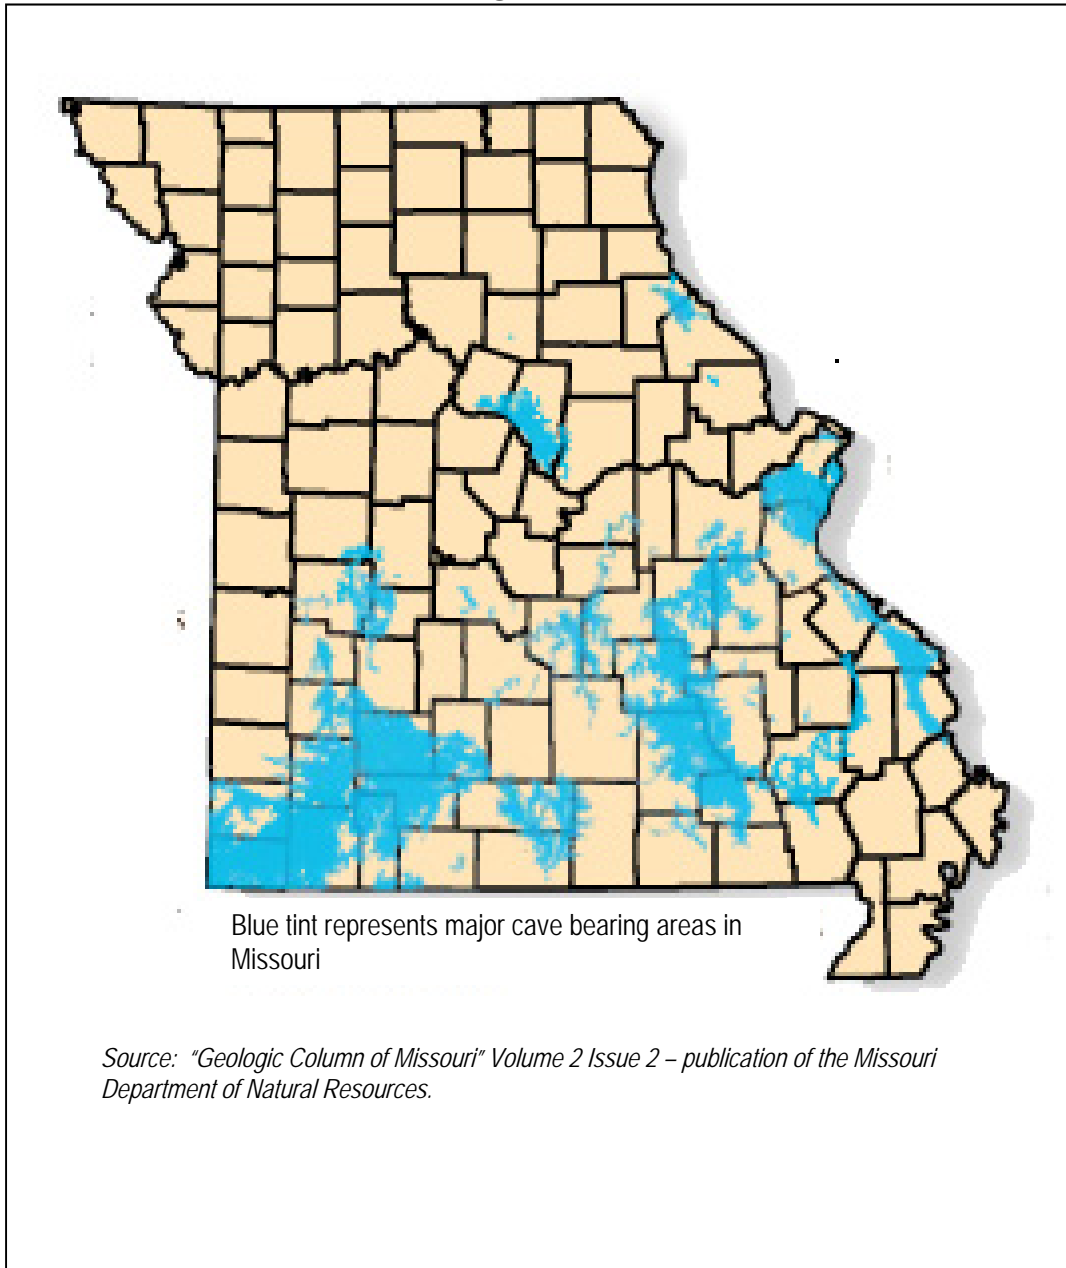 Blue tint represents major cave bearing areas in
Missouri
Source: "Geologic Column of Missouri" Volume 2 Issue 2 – publication of the Missouri
Department of Natural Resources.